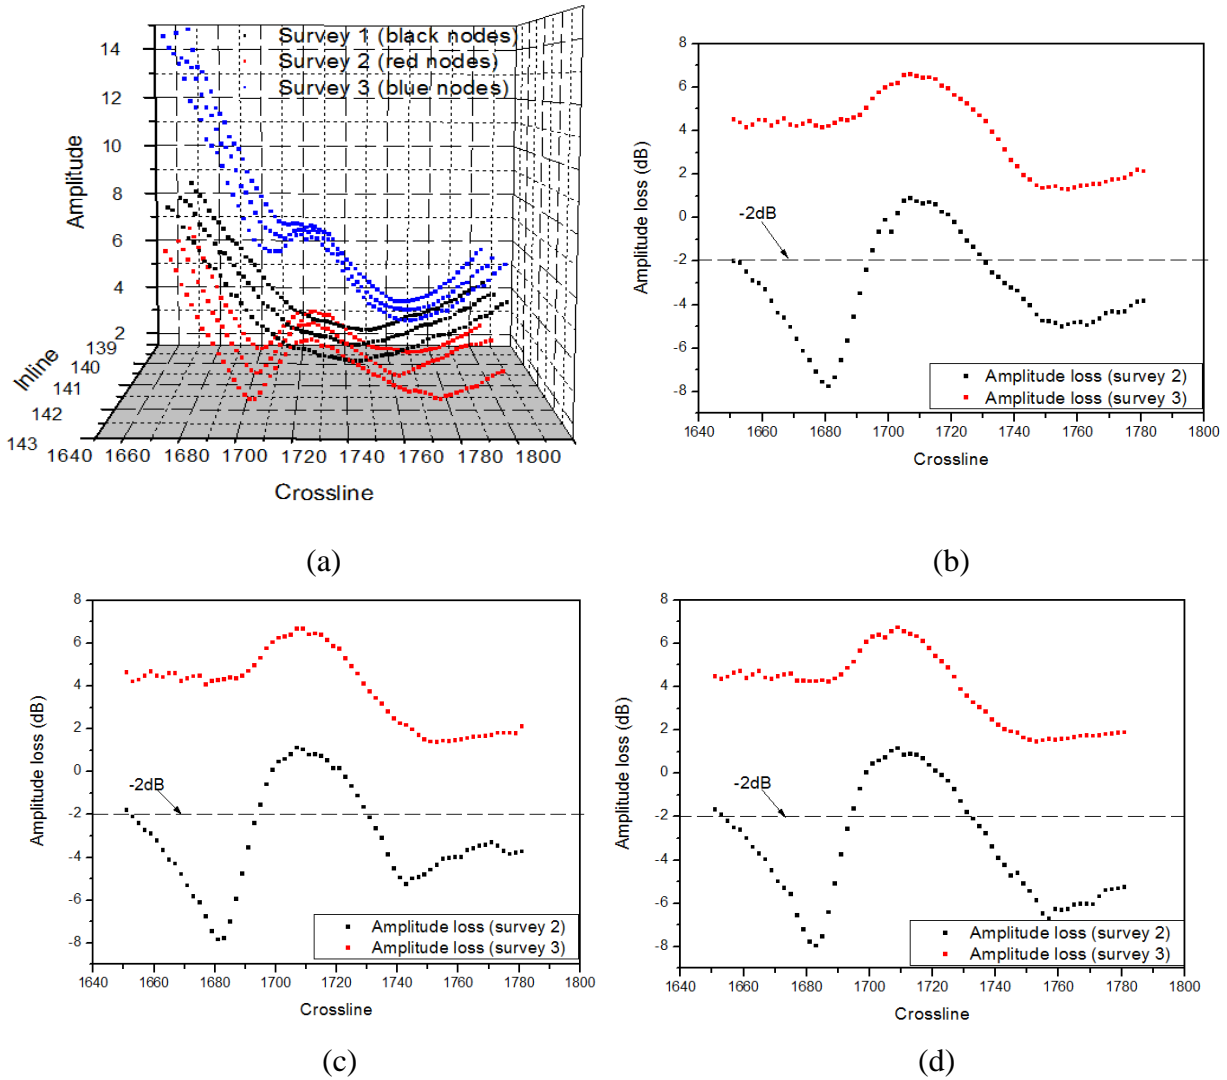 14
12
10
8
6
4
2
Amplitude
Survey 1 (black nodes)
Survey 2 (red nodes)
Survey 3 (blue nodes)
Inline
139
140
141
142
143
1640 1660 1680 1700 1720 1740 1760 1780 1800
Crossline
(a)
8
6
4
2
0
-2
-4
-6
-8
Amplitude loss (dB)
-2dB
Amplitude loss (survey 2)
Amplitude loss (survey 3)
1640 1660 1680 1700 1720 1740 1760 1780 1800
Crossline
(b)
8
6
4
2
0
-2
-4
-6
-8
Amplitude loss (dB)
-2dB
Amplitude loss (survey 2)
Amplitude loss (survey 3)
1640 1660 1680 1700 1720 1740 1760 1780 1800
Crossline
(c)
8
6
4
2
0
-2
-4
-6
-8
Amplitude loss (dB)
-2dB
Amplitude loss (survey 2)
Amplitude loss (survey 3)
1640 1660 1680 1700 1720 1740 1760 1780 1800
Crossline
(d)